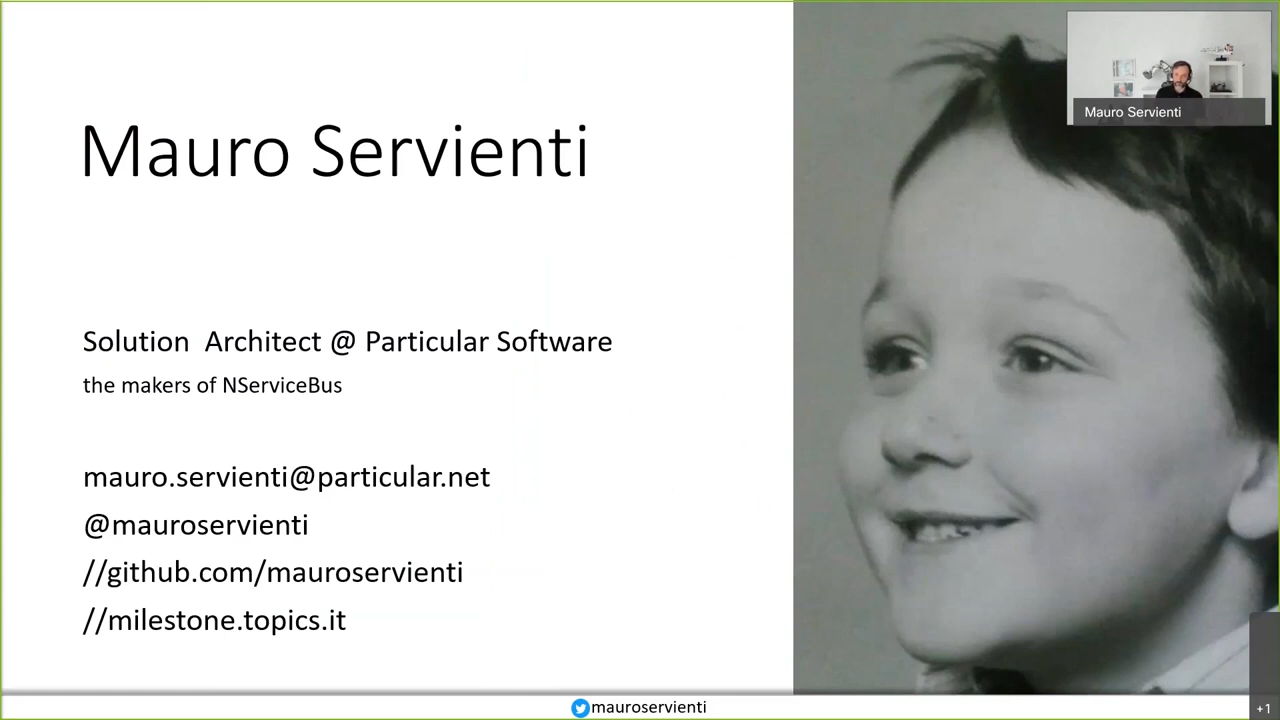 Mauro Servienti
Mauro Servienti
Solution  Architect @ Particular Software
the makers of NServiceBus
mauro.servienti@particular.net
@mauroservienti
//github.com/mauroservienti
//milestone.topics.it
mauroservienti
+1